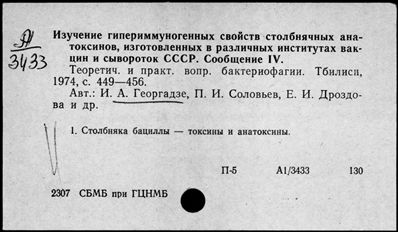 Я
3433
Изучение гипериммуногенных свойств столбнячных ана-
токсинов, изготовленных в различных институтах вак-
цин и сывороток СССР. Сообщение IV.
Теоретич. и практ. вопр. бактериофагии. Тбилиси,
1974, с. 449—456.
Авт.: И. А. Георгадзе, П. И. Соловьев, Е. И. Дроздо-
ва и др.
1. Столбняка бациллы — токсины и анатоксины.
П-5 А1/3433 130
2307 СБМБ при ГЦНМБ